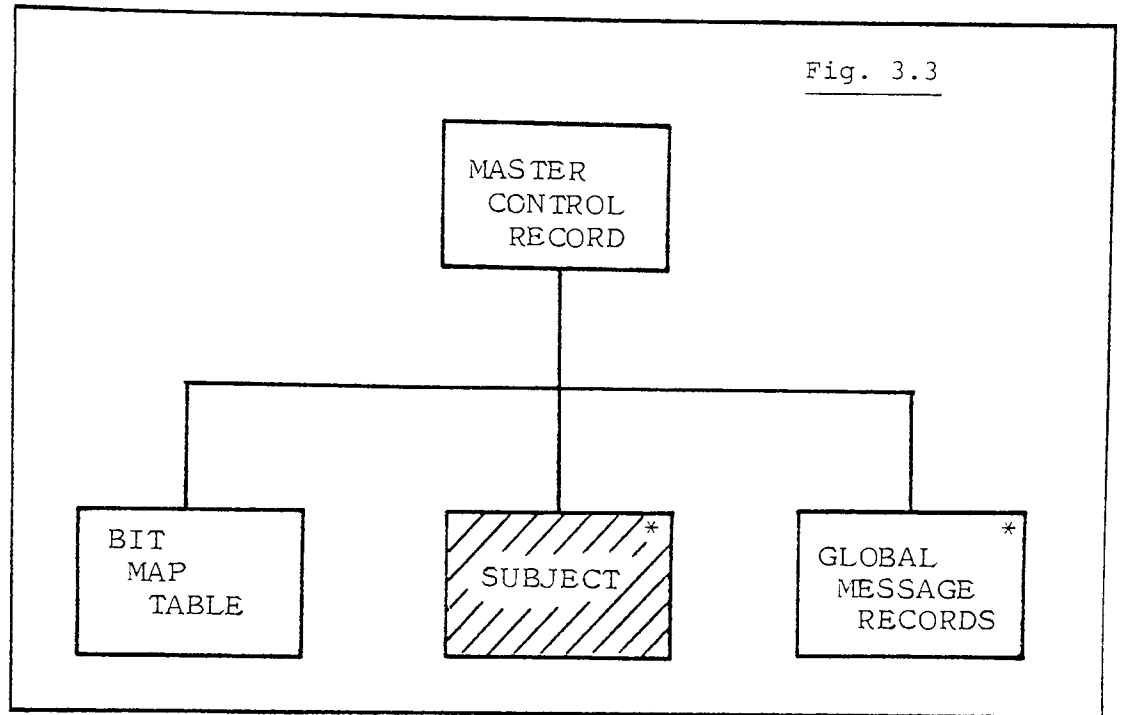 Fig. 3.3
MASTER
CONTROL
RECORD
BIT
MAP
TABLE
*
SUBJECT
*
GLOBAL
MESSAGE
RECORDS